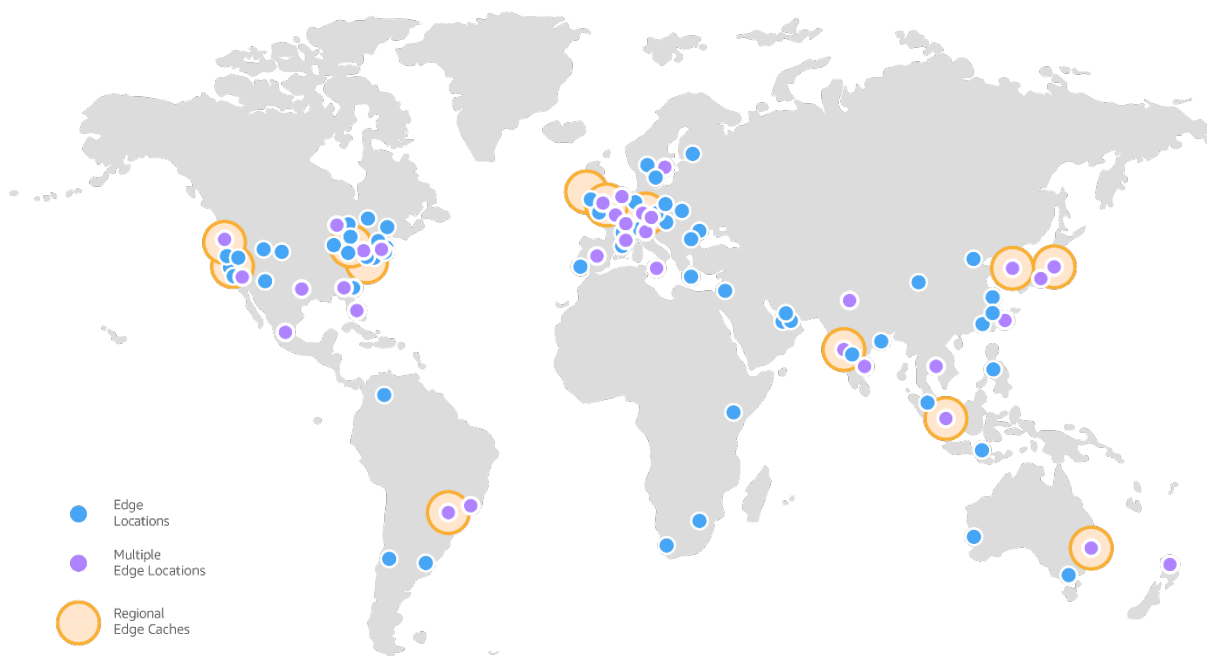 Edge
Locations
Multiple
Edge Locations
Regional
Edge Caches